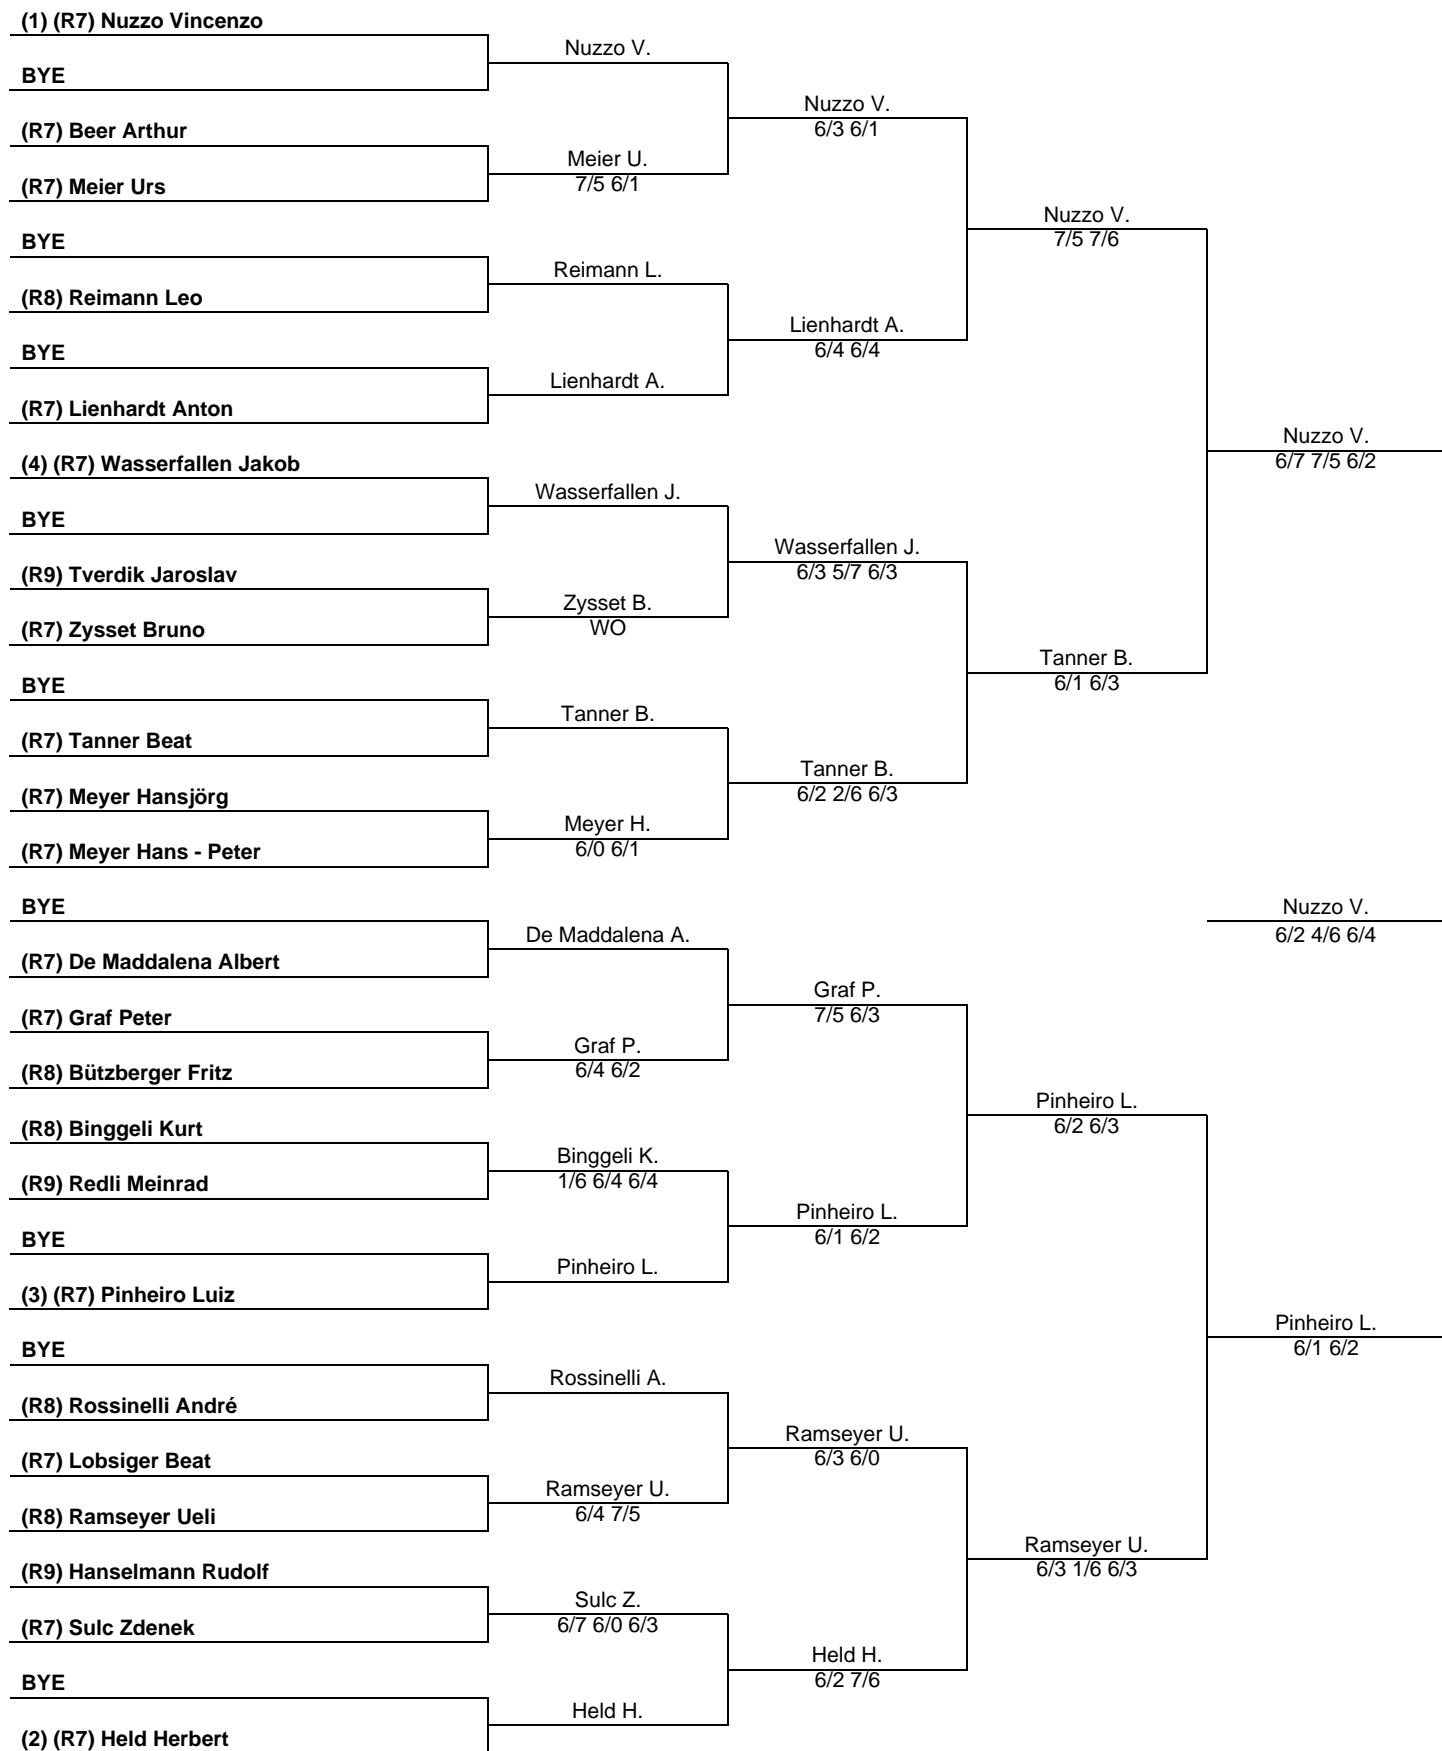 (1) (R7) Nuzzo Vincenzo
BYE
(R7) Beer Arthur
(R7) Meier Urs
BYE
(R8) Reimann Leo
BYE
(R7) Lienhardt Anton
(4) (R7) Wasserfallen Jakob
BYE
(R9) Tverdik Jaroslav
(R7) Zysset Bruno
BYE
(R7) Tanner Beat
(R7) Meyer Hansjörg
(R7) Meyer Hans - Peter
BYE
(R7) De Maddalena Albert
(R7) Graf Peter
(R8) Bützberger Fritz
(R8) Binggeli Kurt
(R9) Redli Meinrad
BYE
(3) (R7) Pinheiro Luiz
BYE
(R8) Rossinelli André
(R7) Lobsiger Beat
(R8) Ramseyer Ueli
(R9) Hanselmann Rudolf
(R7) Sulc Zdenek
BYE
(2) (R7) Held Herbert
Nuzzo V.
Meier U.
7/5 6/1
Reimann L.
Lienhardt A.
Wasserfallen J.
Zysset B.
WO
Tanner B.
Meyer H.
6/0 6/1
De Maddalena A.
Graf P.
6/4 6/2
Binggeli K.
1/6 6/4 6/4
Pinheiro L.
Rossinelli A.
Ramseyer U.
6/4 7/5
Sulc Z.
6/7 6/0 6/3
Held H.
Nuzzo V.
6/3 6/1
Lienhardt A.
6/4 6/4
Wasserfallen J.
6/3 5/7 6/3
Tanner B.
6/2 2/6 6/3
Graf P.
7/5 6/3
Pinheiro L.
6/1 6/2
Ramseyer U.
6/3 6/0
Held H.
6/2 7/6
Nuzzo V.
7/5 7/6
Tanner B.
6/1 6/3
Pinheiro L.
6/2 6/3
Ramseyer U.
6/3 1/6 6/3
Nuzzo V.
6/7 7/5 6/2
Nuzzo V.
6/2 4/6 6/4
Pinheiro L.
6/1 6/2